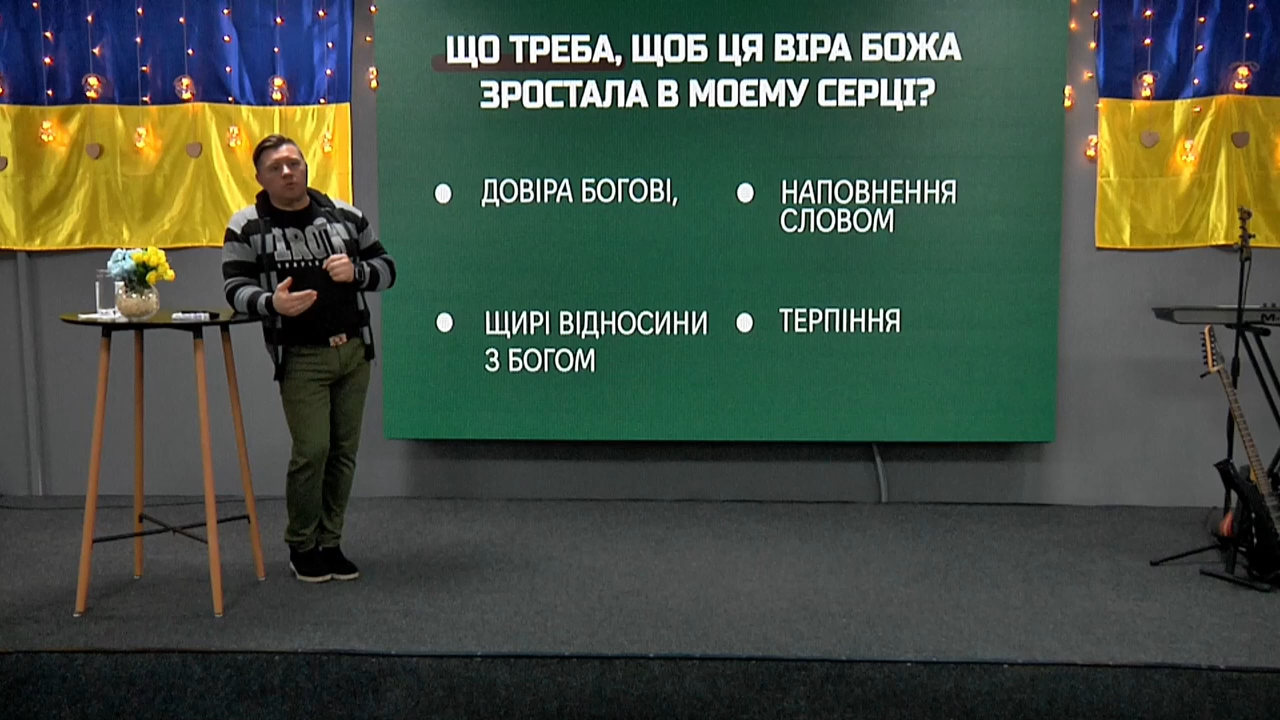 ЩО ТРЕБА, ЩОБ ЦЯ ВІРА БОЖА
ЗРОСТАЛА В МОЄМУ СЕРЦІ?
ДОВІРА БОГОВІ,
НАПОВНЕННЯ
СЛОВОМ
ЩИРІ ВІДНОСИНИ
З БОГОМ
ТЕРПІННЯ